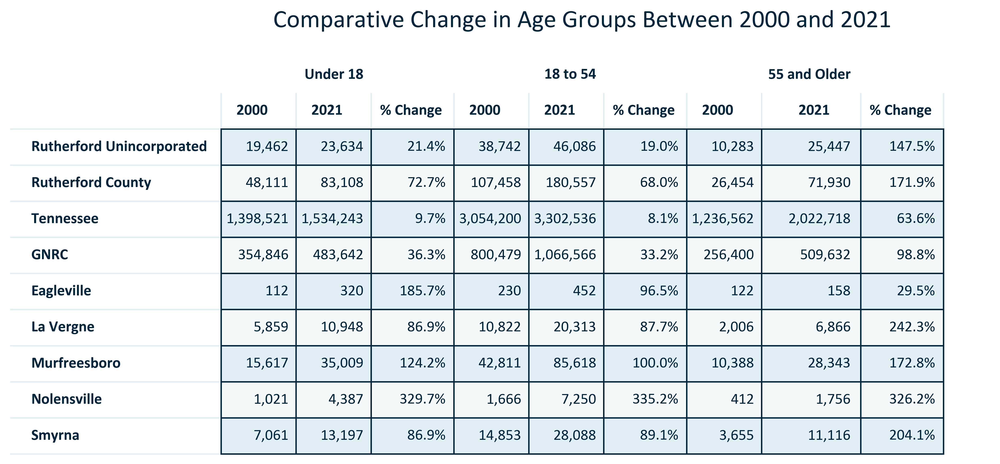 Comparative Change in Age Groups Between 2000 and 2021
Under 18 18 to 54 55 and Older
2000 2021 % Change 2000 2021 % Change 2000 2021 % Change
Rutherford Unincorporated 19,462 23,634 21.4% 38,742 46,086 19.0% 10,283 25,447 147.5%
Rutherford County 48,111 83,108 72.7% 107,458 180,557 68.0% 26,454 71,930 171.9%
Tennessee 1,398,521 1,534,243 9.7% 3,054,200 3,302,536 8.1% 1,236,562 2,022,718 63.6%
GNRC 354,846 483,642 36.3% 800,479 1,066,566 33.2% 256,400 509,632 98.8%
Eagleville 112 320 185.7% 230 452 96.5% 122 158 29.5%
La Vergne 5,859 10,948 86.9% 10,822 20,313 87.7% 2,006 6,866 242.3%
Murfreesboro 15,617 35,009 124.2% 42,811 85,618 100.0% 10,388 28,343 172.8%
Nolensville 1,021 4,387 329.7% 1,666 7,250 335.2% 412 1,756 326.2%
Smyrna 7,061 13,197 86.9% 14,853 28,088 89.1% 3,655 11,116 204.1%